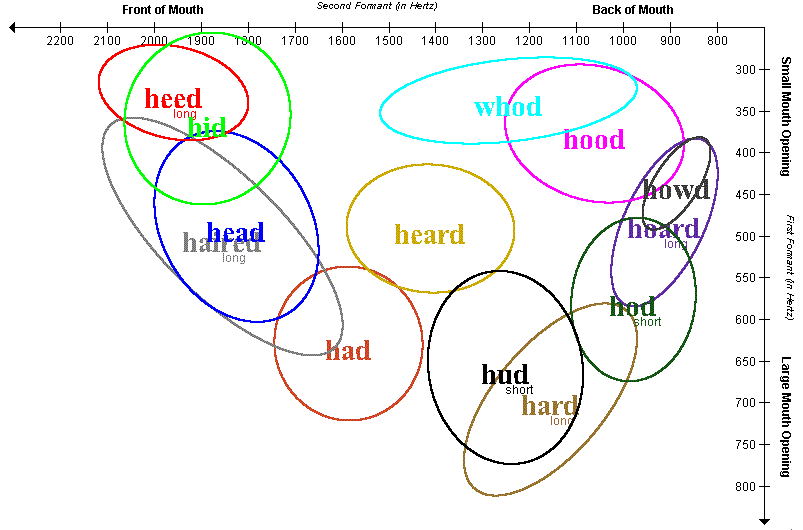 Front of Mouth Second Formant (in Hertz) Back of Mouth
2200 2100 2000 1900 1800 1700 1600 1500 1400 1300 1200 1100 1000 900 800
300
350
400
450
500
550
600
650
700
750
800
Small Mouth Opening
First Formant (in Hertz)
Large Mouth Opening
heed
long
hid
whod
hood
howd
head
haired
long
heard
hoard
long
hod
short
had
hud
short
hard
long